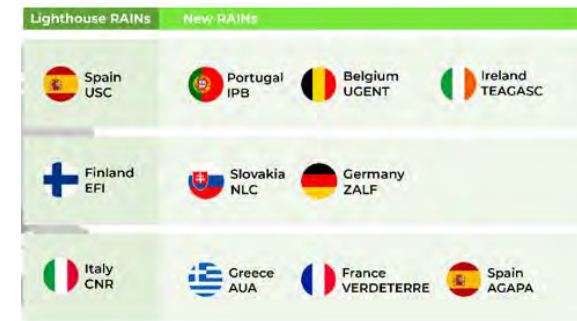 Lighthouse RAINs New RAINs
Spain Portugal Belgium Ireland
USC IPB UGENT TEAGASC
Finland Slovakia Germany
EFI NLC ZALF
Italy Greece France Spain
CNR AUA VERDETERRE AGAPA